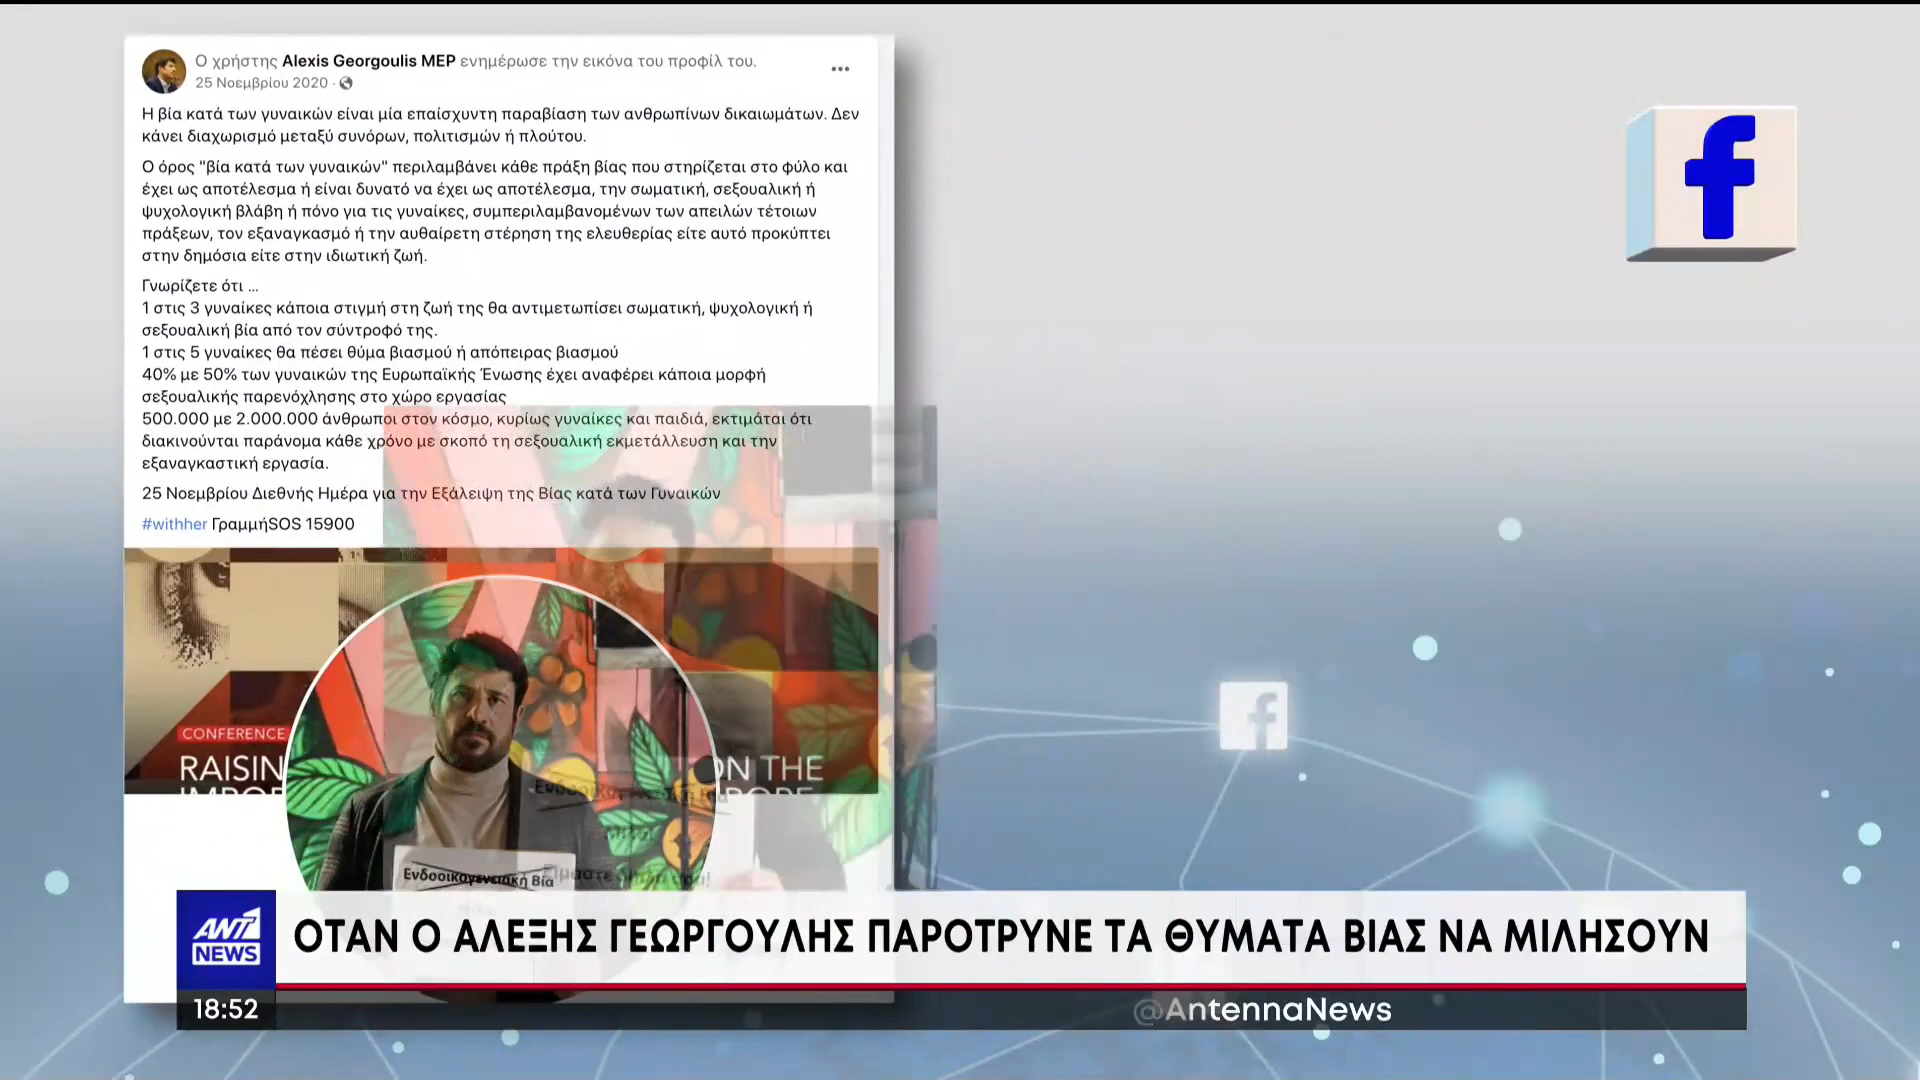 Ο χρήστης Alexis Georgoulis MEP ενημέρωσε την εικόνα του προφίλ του.
25 Νοεμβρίου 2020 ·
Η βία κατά των γυναικών είναι μία επαίσχυντη παραβίαση των ανθρωπίνων δικαιωμάτων. Δεν
κάνει διαχωρισμό μεταξύ συνόρων, πολιτισμών ή πλούτου.
Ο όρος "βία κατά των γυναικών" περιλαμβάνει κάθε πράξη βίας που στηρίζεται στο φύλο και
έχει ως αποτέλεσμα ή είναι δυνατό να έχει ως αποτέλεσμα, την σωματική, σεξουαλική ή
ψυχολογική βλάβη ή πόνο για τις γυναίκες, συμπεριλαμβανομένων των απειλών τέτοιων
πράξεων, τον εξαναγκασμό ή την αυθαίρετη στέρηση της ελευθερίας είτε αυτό προκύπτει
στην δημόσια είτε στην ιδιωτική ζωή.
Γνωρίζετε ότι ...
1 στις 3 γυναίκες κάποια στιγμή στη ζωή της θα αντιμετωπίσει σωματική, ψυχολογική ή
σεξουαλική βία από τον σύντροφό της.
1 στις 5 γυναίκες θα πέσει θύμα βιασμού ή απόπειρας βιασμού
40% με 50% των γυναικών της Ευρωπαϊκής Ένωσης έχει αναφέρει κάποια μορφή
σεξουαλικής παρενόχλησης στο χώρο εργασίας
500.000 με 2.000.000 άνθρωποι στον κόσμο, κυρίως γυναίκες και παιδιά, εκτιμάται ότι
διακινούνται παράνομα κάθε χρόνο με σκοπό τη σεξουαλική εκμετάλλευση και την
εξαναγκαστική εργασία.
25 Νοεμβρίου Διεθνής Ημέρα για την Εξάλειψη της Βίας κατά των Γυναικών
#withher ΓραμμήSOS 15900
CONFERENCE
RAISIN ON THE
Ενδοοικογενειακή Βία
Είμαστε
ANT1
NEWS
ΟΤΑΝ Ο ΑΛΕΞΗΣ ΓΕΩΡΓΟΥΛΗΣ ΠΑΡΟΤΡΥΝΕ ΤΑ ΘΥΜΑΤΑ ΒΙΑΣ ΝΑ ΜΙΛΗΣΟΥΝ
18:52
@AntennaNews